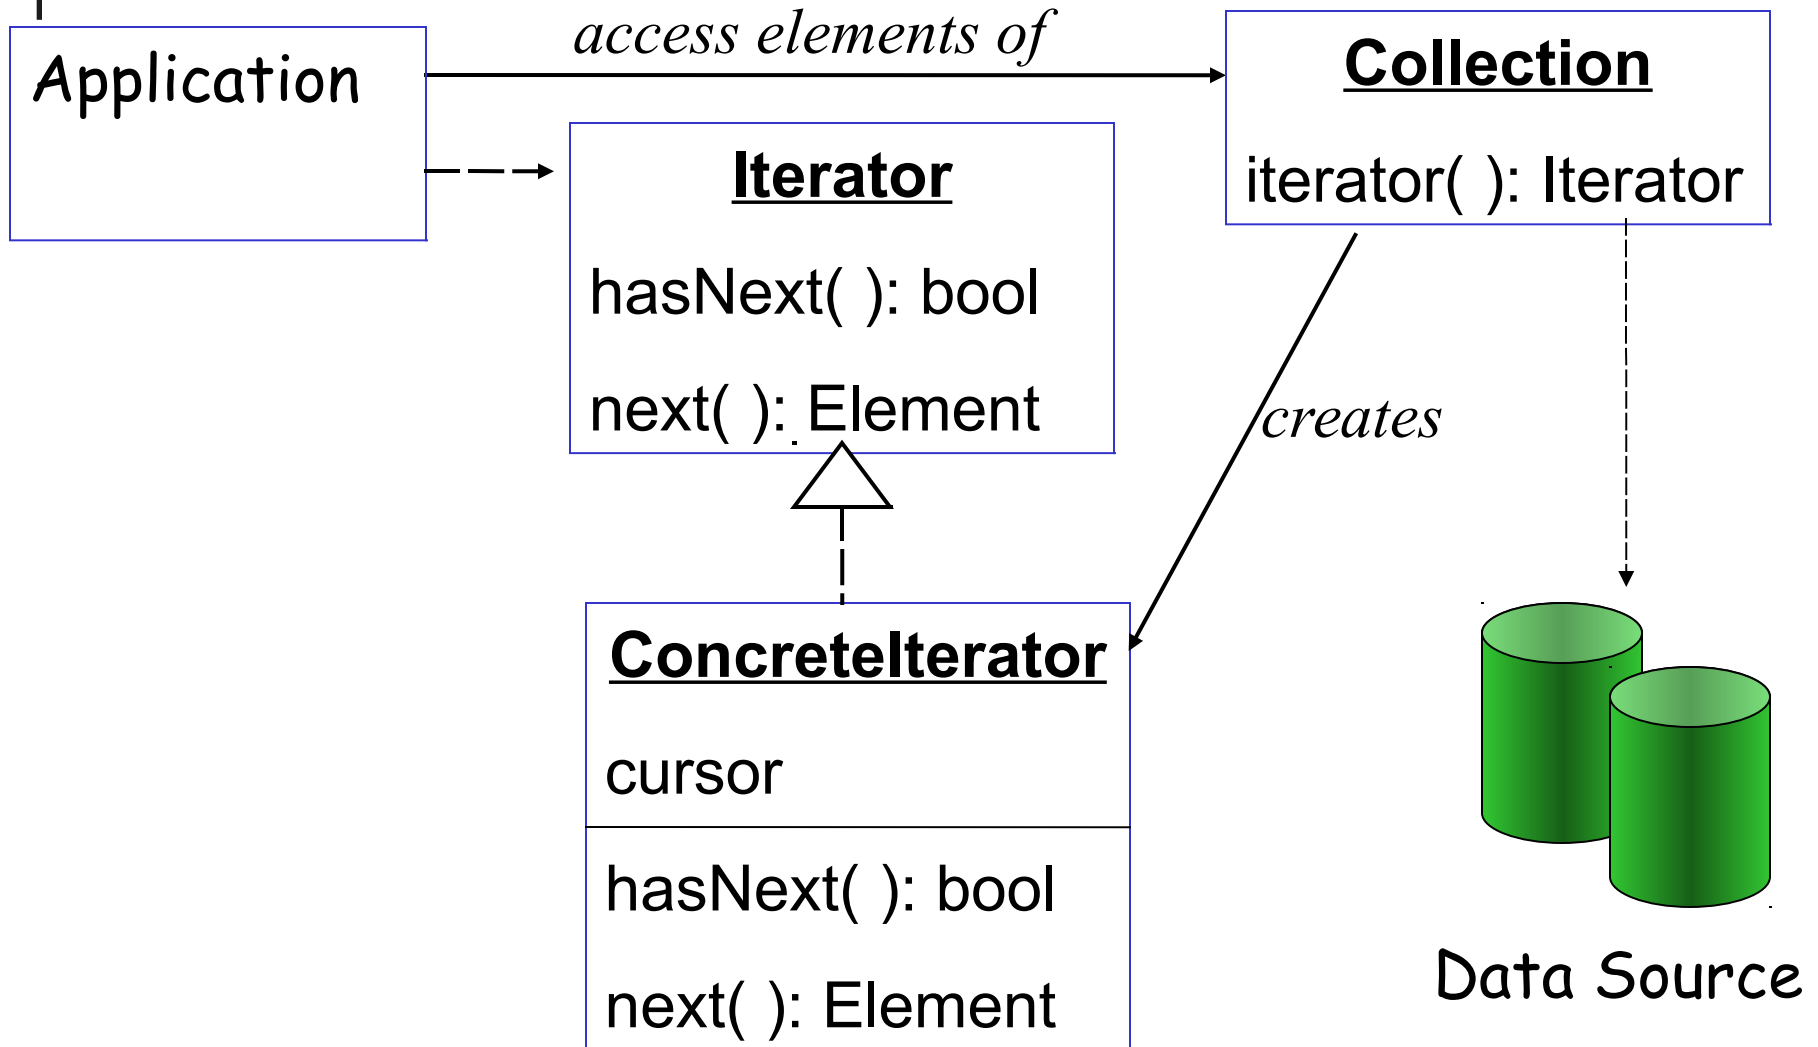 access elements of
Application
Collection
iterator( ): Iterator
Iterator
hasNext( ): bool
next( ): Element
creates
ConcreteIterator
cursor
hasNext( ): bool
next( ): Element
Data Source